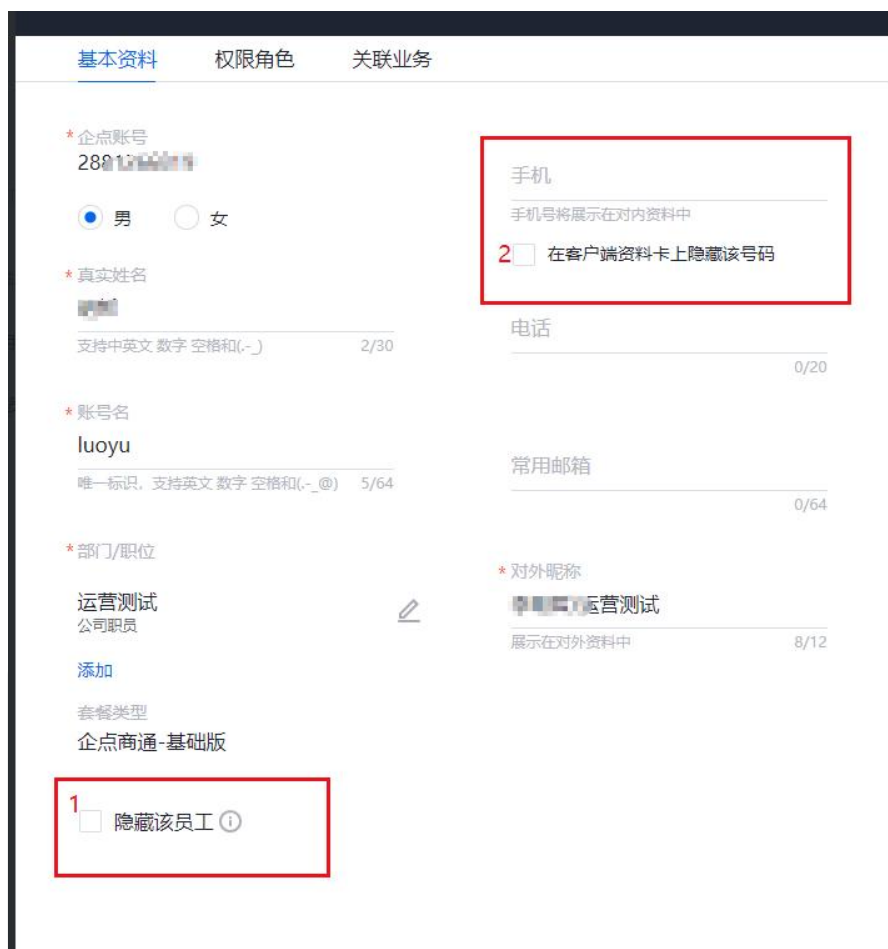 基本资料 权限角色 关联业务
*企点账号
288
男 女
*真实姓名
支持中英文 数字 空格和(.-_) 2/30
*账号名
luoyu
唯一标识，支持英文 数字 空格和(.-_@) 5/64
*部门/职位
运营测试
公司职员
添加
套餐类型
企点商通-基础版
1
隐藏该员工
手机
手机号将展示在对内资料中
2 在客户端资料卡上隐藏该号码
电话
0/20
常用邮箱
0/64
*对外昵称
运营测试
展示在对外资料中 8/12